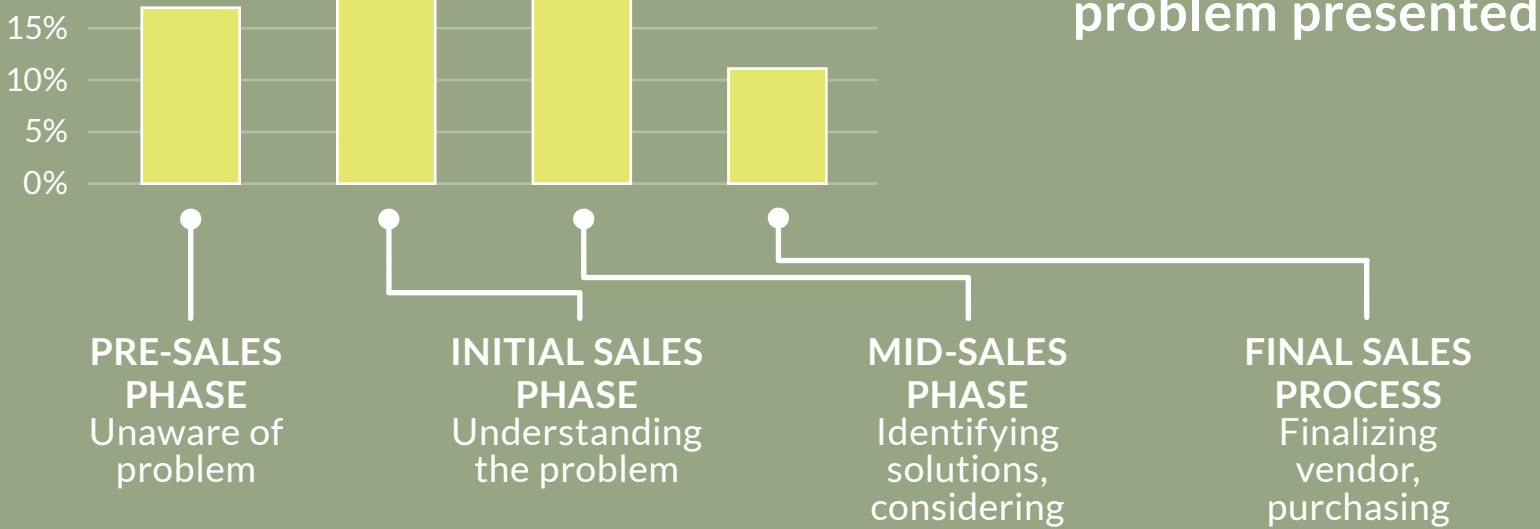 problem presented
15%
10%
5%
0%
PRE-SALES
PHASE
Unaware of
problem
INITIAL SALES
PHASE
Understanding
the problem
MID-SALES
PHASE
Identifying
solutions,
considering
FINAL SALES
PROCESS
Finalizing
vendor,
purchasing